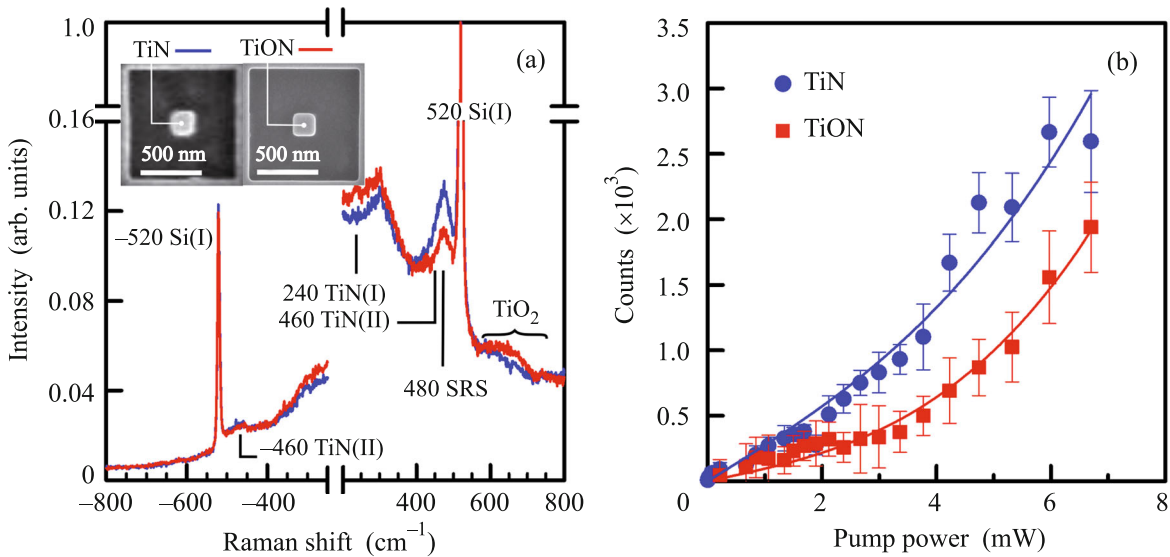 1.0
TiN
TiON
(a)
500 nm
500 nm
520 Si(I)
0.16
0.12
–520 Si(I)
240 TiN(I)
460 TiN(II)
TiO2
0.08
480 SRS
0.04
–460 TiN(II)
0
–800
–600
–400
400
600
800
Raman shift (cm–1)
Intensity (arb. units)
3.5
(b)
3.0
TiN
TiON
2.5
2.0
1.5
1.0
0.5
0
2
4
6
8
Pump power (mW)
Counts (×10³)